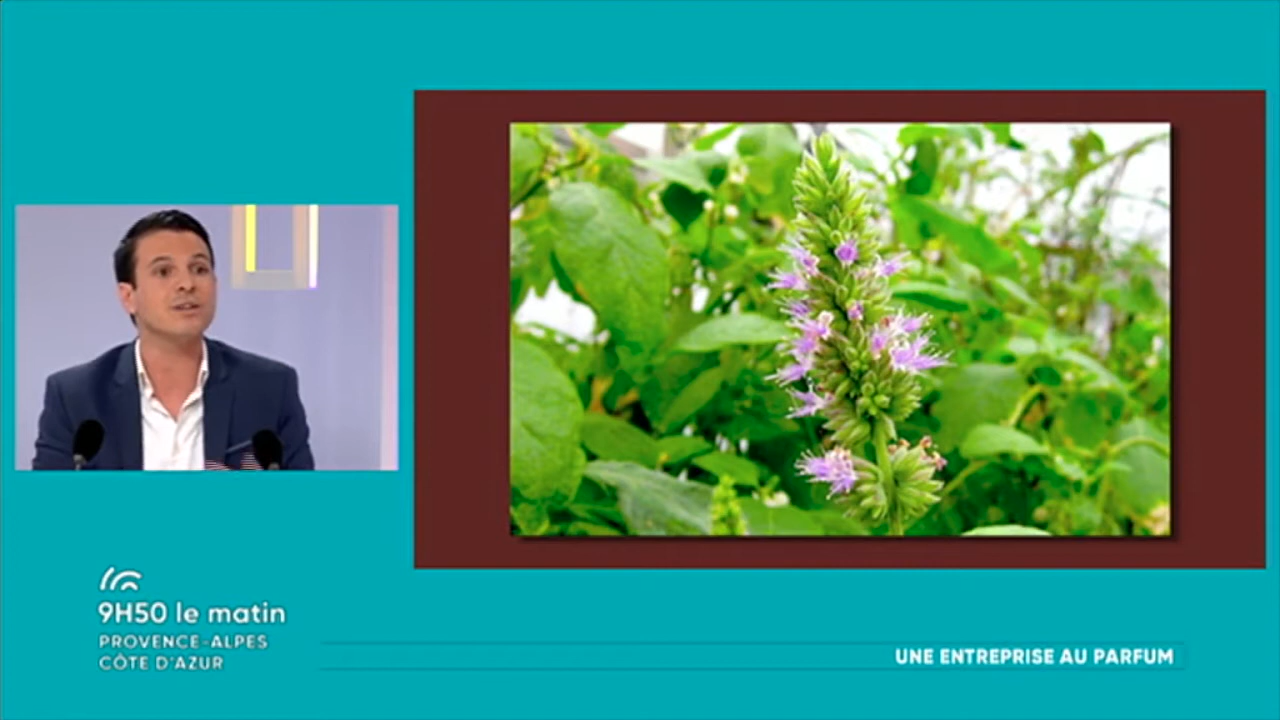 9H50 le matin
PROVENCE-ALPES
CÔTE D'AZUR
UNE ENTREPRISE AU PARFUM